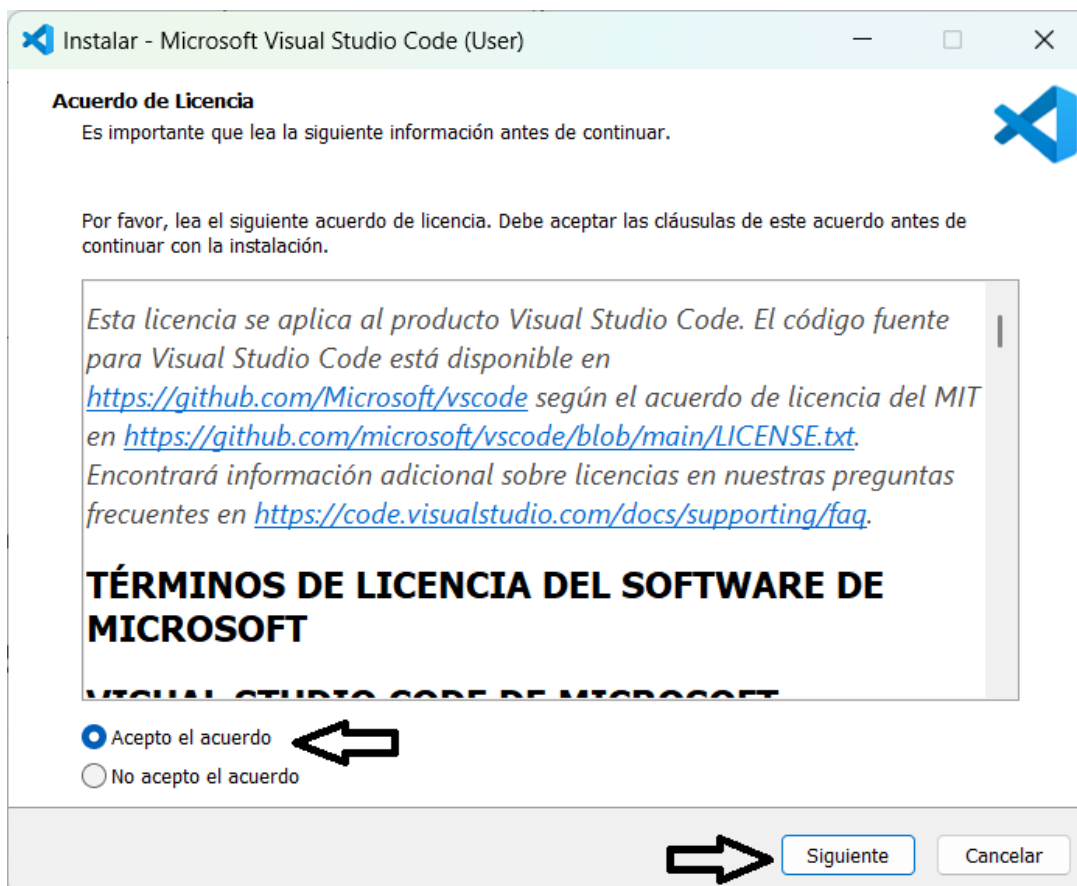 Instalar - Microsoft Visual Studio Code (User)
Acuerdo de Licencia
Es importante que lea la siguiente información antes de continuar.
Por favor, lea el siguiente acuerdo de licencia. Debe aceptar las cláusulas de este acuerdo antes de
continuar con la instalación.
Esta licencia se aplica al producto Visual Studio Code. El código fuente
para Visual Studio Code está disponible en
https://github.com/Microsoft/vscode según el acuerdo de licencia del MIT
en https://github.com/microsoft/vscode/blob/main/LICENSE.txt.
Encontrará información adicional sobre licencias en nuestras preguntas
frecuentes en https://code.visualstudio.com/docs/supporting/faq.
TÉRMINOS DE LICENCIA DEL SOFTWARE DE
MICROSOFT
VISUAL STUDIO CODE DE MICROSOFT
Acepto el acuerdo
No acepto el acuerdo
Siguiente
Cancelar